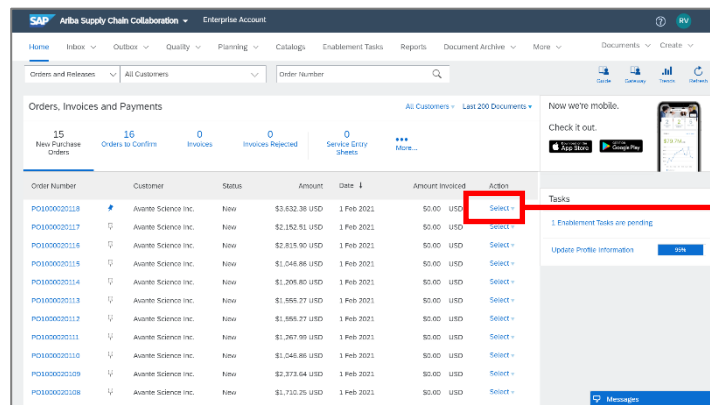 SAP Ariba Supply Chain Collaboration Enterprise Account ? RV
Home Inbox Outbox Quality Planning Catalogs Enablement Tasks Reports Document Archive More Documents Create
Orders and Releases All Customers Order Number
Guide Gateway Trends Refresh
Orders, Invoices and Payments All Customers Last 200 Documents
15 16 0 0 0
New Purchase Orders Orders to Confirm Invoices Invoices Rejected Service Entry Sheets More...
Now we're mobile.
Check it out.
App Store Google Play
Order Number Customer Status Amount Date ↓ Amount Invoiced Action
PO1000020118 Avante Science Inc. New $3,632.38 USD 1 Feb 2021 $0.00 USD Select
PO1000020117 Avante Science Inc. New $2,152.51 USD 1 Feb 2021 $0.00 USD Select
PO1000020116 Avante Science Inc. New $2,815.90 USD 1 Feb 2021 $0.00 USD Select
PO1000020115 Avante Science Inc. New $1,046.86 USD 1 Feb 2021 $0.00 USD Select
PO1000020114 Avante Science Inc. New $1,205.80 USD 1 Feb 2021 $0.00 USD Select
PO1000020113 Avante Science Inc. New $1,555.27 USD 1 Feb 2021 $0.00 USD Select
PO1000020112 Avante Science Inc. New $1,555.27 USD 1 Feb 2021 $0.00 USD Select
PO1000020111 Avante Science Inc. New $1,267.99 USD 1 Feb 2021 $0.00 USD Select
PO1000020110 Avante Science Inc. New $1,046.86 USD 1 Feb 2021 $0.00 USD Select
PO1000020109 Avante Science Inc. New $2,373.64 USD 1 Feb 2021 $0.00 USD Select
PO1000020108 Avante Science Inc. New $1,710.25 USD 1 Feb 2021 $0.00 USD Select
Tasks
1 Enablement Tasks are pending
Update Profile Information 95%
Messages